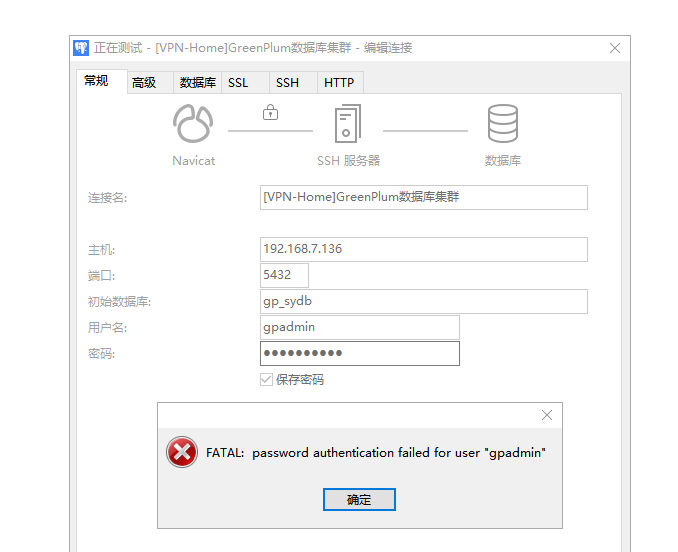 正在测试 - [VPN-Home]GreenPlum数据库集群 - 编辑连接
常规 高级 数据库 SSL SSH HTTP
Navicat SSH 服务器 数据库
连接名: [VPN-Home]GreenPlum数据库集群
主机: 192.168.7.136
端口: 5432
初始数据库: gp_sydb
用户名: gpadmin
密码: ●●●●●●●●●●
保存密码
FATAL: password authentication failed for user "gpadmin"
确定